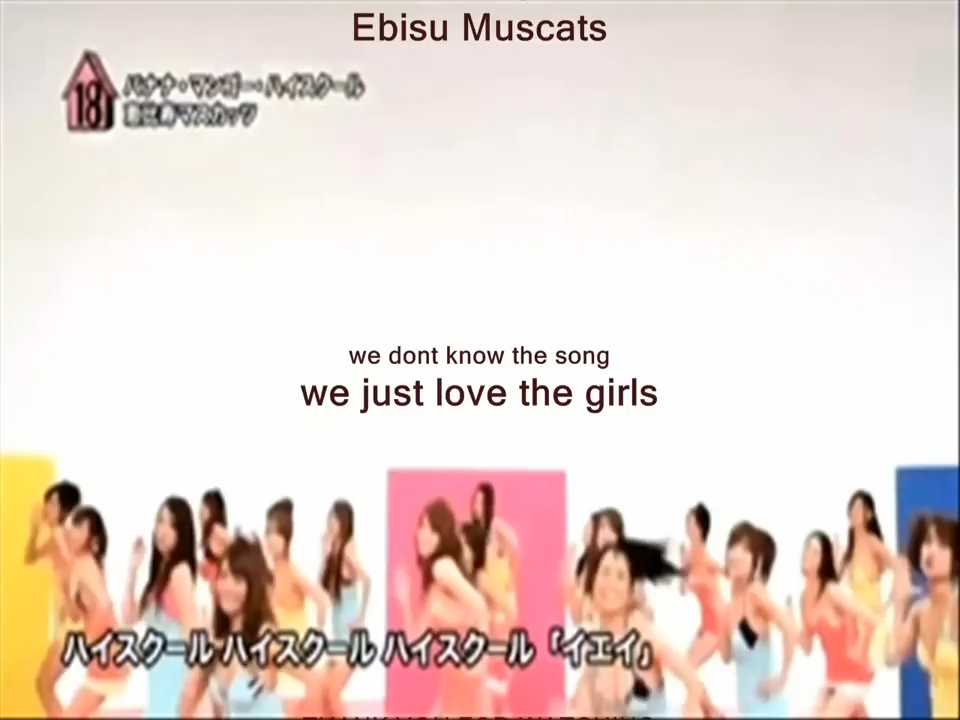 Ebisu Muscats
18
バナナ・マンゴー・ハイスクール
恵比寿マスカッツ
we dont know the song
we just love the girls
ハイスクール ハイスクール ハイスクール「イエイ」